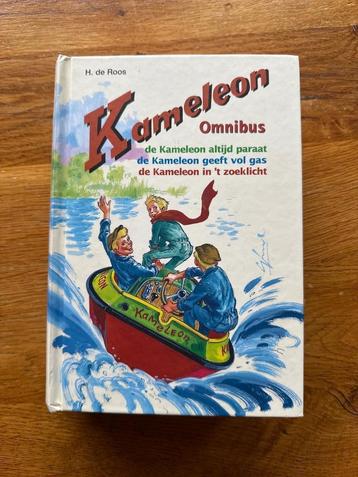 H. de Roos
Kameleon
Omnibus
de Kameleon altijd paraat
de Kameleon geeft vol gas
de Kameleon in 't zoeklicht
KAMELEON